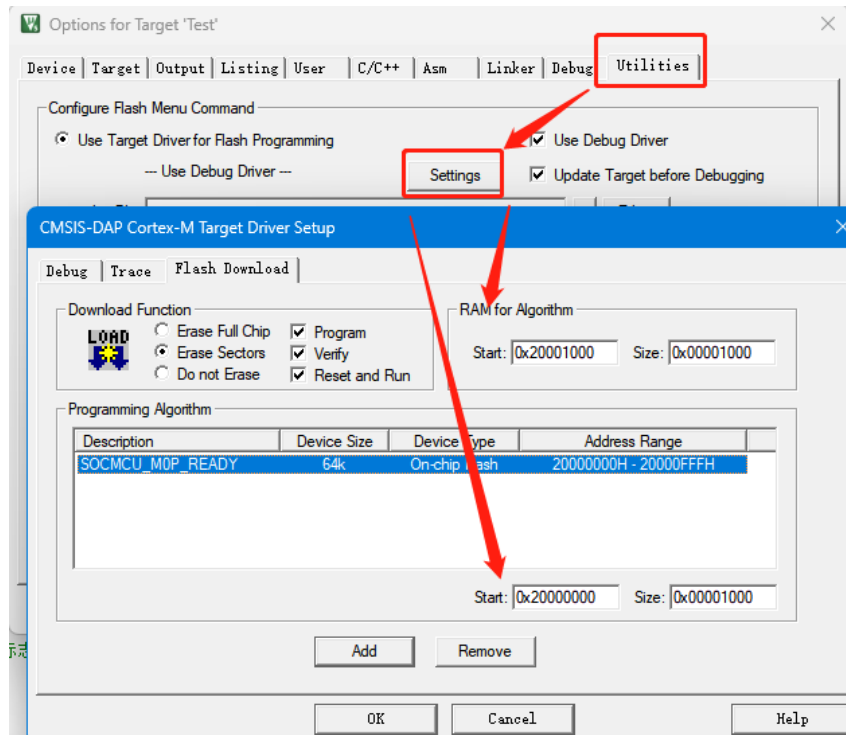 Options for Target 'Test'
Device Target Output Listing User C/C++ Asm Linker Debug Utilities
Configure Flash Menu Command
Use Target Driver for Flash Programming
Use Debug Driver
--- Use Debug Driver ---
Settings
Update Target before Debugging
CMSIS-DAP Cortex-M Target Driver Setup
Debug Trace Flash Download
Download Function
RAM for Algorithm
LOAD
Erase Full Chip
Program
Erase Sectors
Verify
Start: 0x20001000 Size: 0x00001000
Do not Erase
Reset and Run
Programming Algorithm
Description Device Size Device Type Address Range
SOCMCU_M0P_READY 64k On-chip Flash 20000000H - 20000FFFH
Start: 0x20000000 Size: 0x00001000
Add Remove
OK Cancel Help